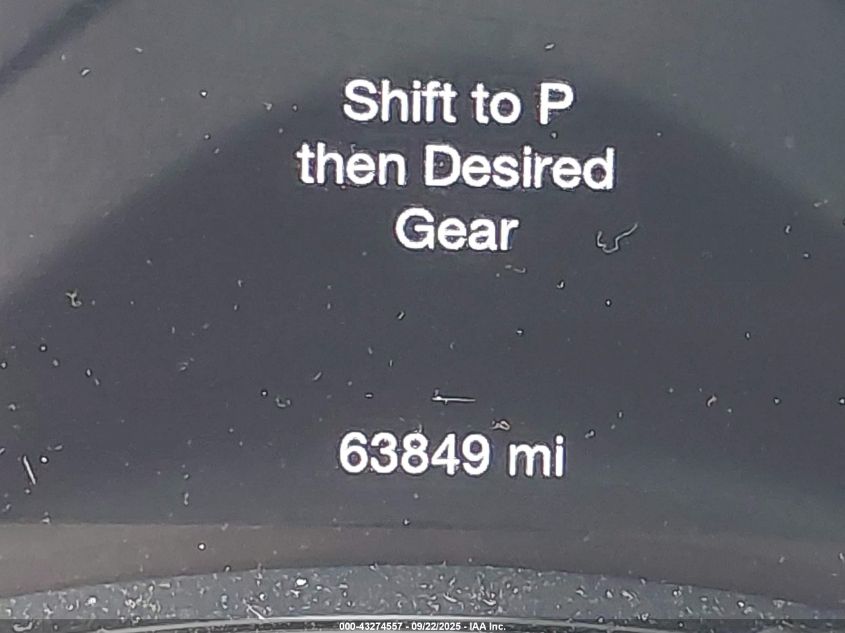 Shift to P
then Desired
Gear
63849 mi
000-43274557 - 09/22/2025 - IAA Inc.